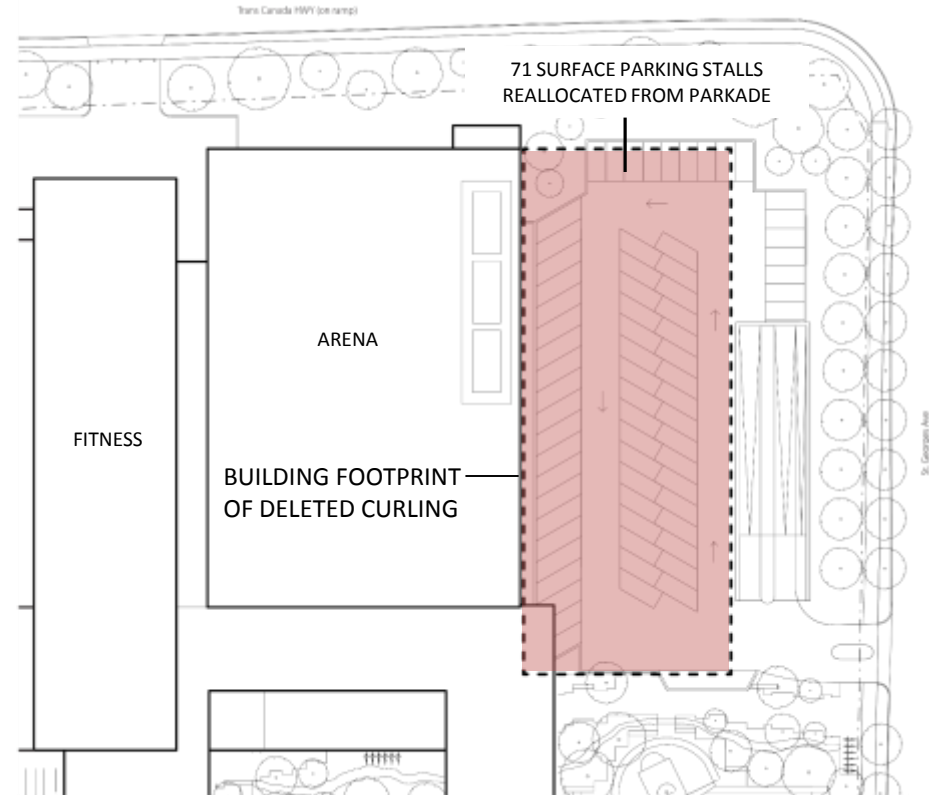 Trans Canada HWY (on ramp)
71 SURFACE PARKING STALLS
REALLOCATED FROM PARKADE
ARENA
FITNESS
BUILDING FOOTPRINT
OF DELETED CURLING
St. Georges Ave